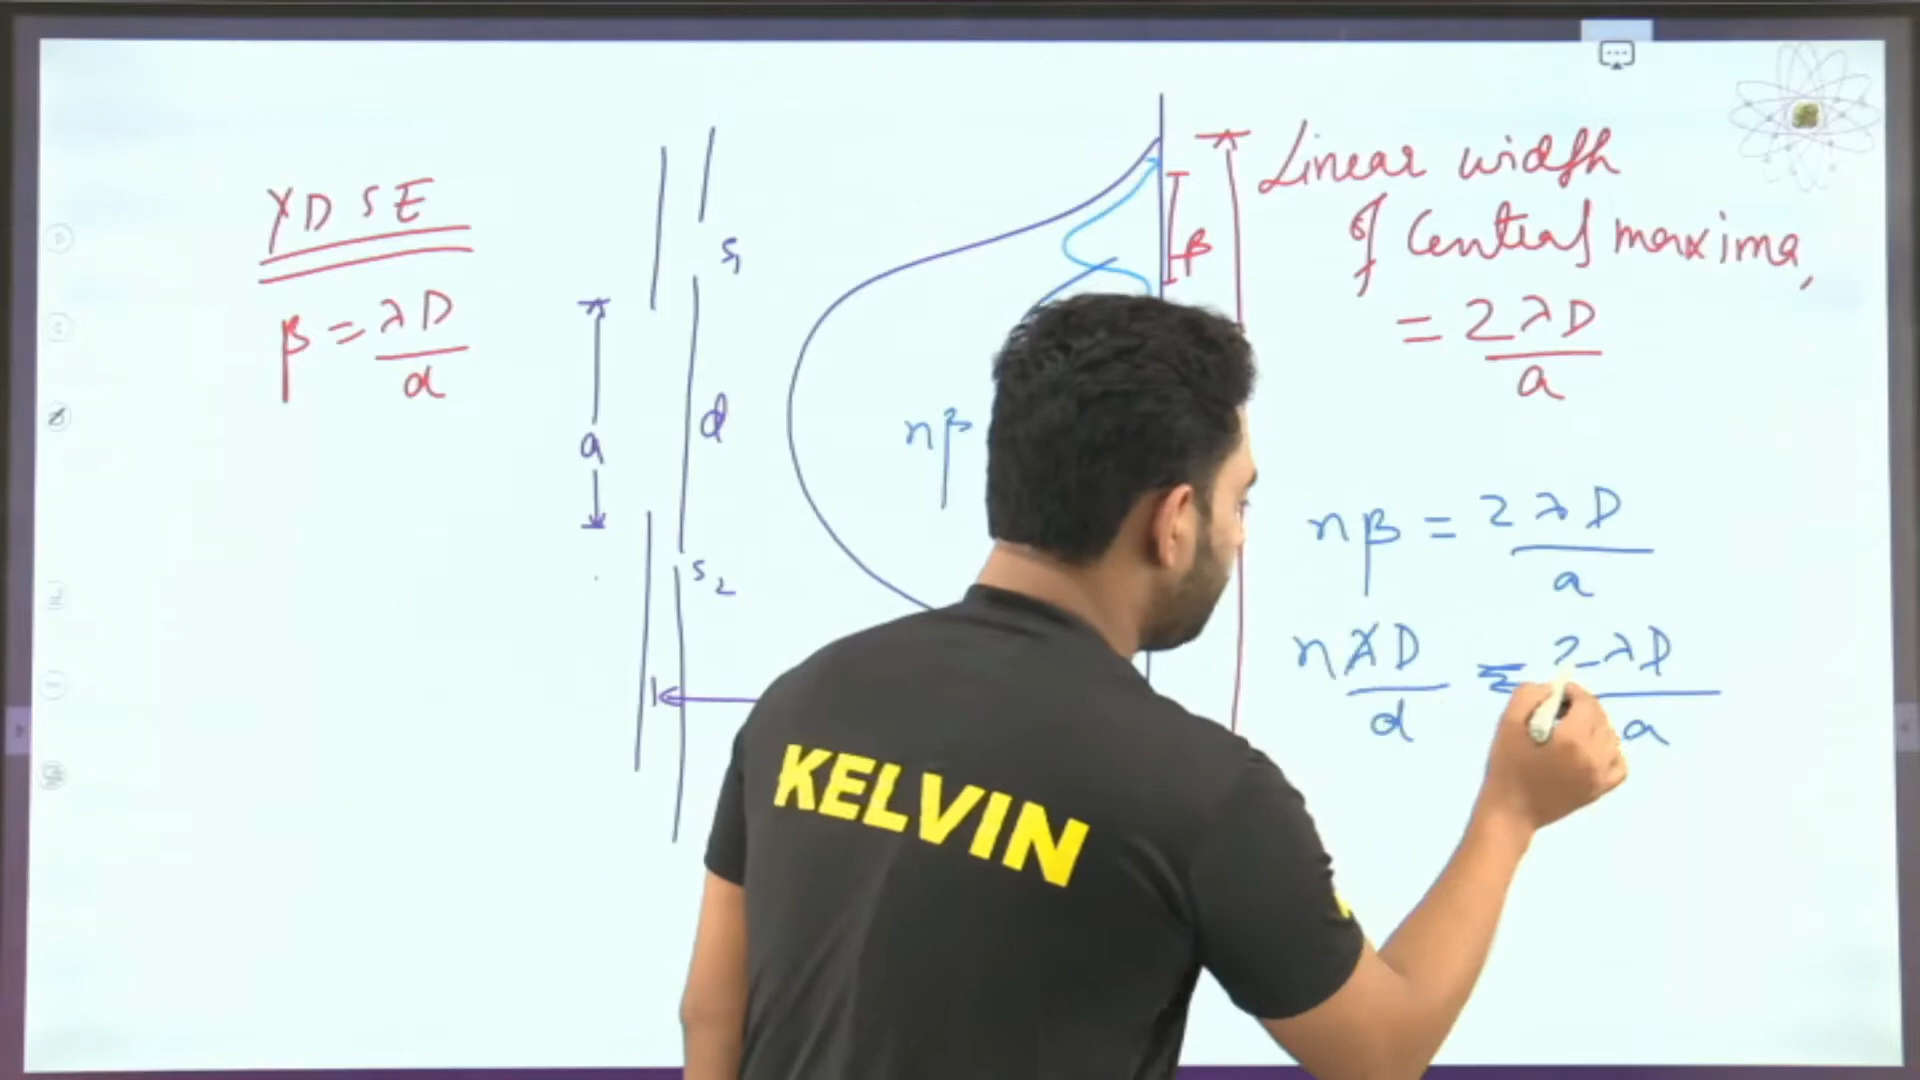 YDSE
β = λD
d
a
S1
d
S2
nβ
β
Linear width
of Central maxima,
= 2λD
a
nβ = 2λD
a
nλD = 2λD
d a
KELVIN